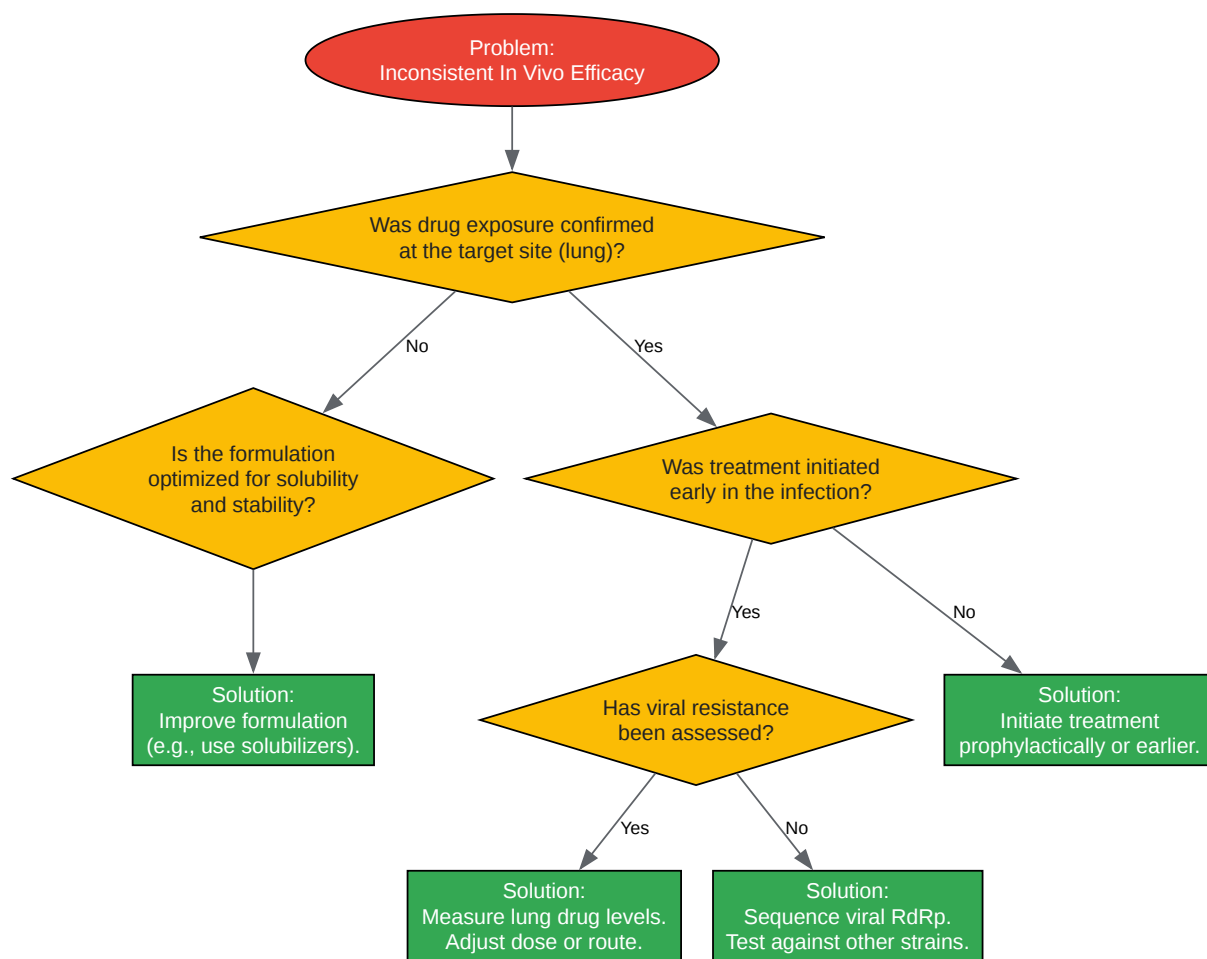 Problem:
Inconsistent In Vivo Efficacy
Was drug exposure confirmed
at the target site (lung)?
No
Yes
Is the formulation
optimized for solubility
and stability?
Was treatment initiated
early in the infection?
Yes
No
Solution:
Improve formulation
(e.g., use solubilizers).
Has viral resistance
been assessed?
Solution:
Initiate treatment
prophylactically or earlier.
Yes
No
Solution:
Measure lung drug levels.
Adjust dose or route.
Solution:
Sequence viral RdRp.
Test against other strains.